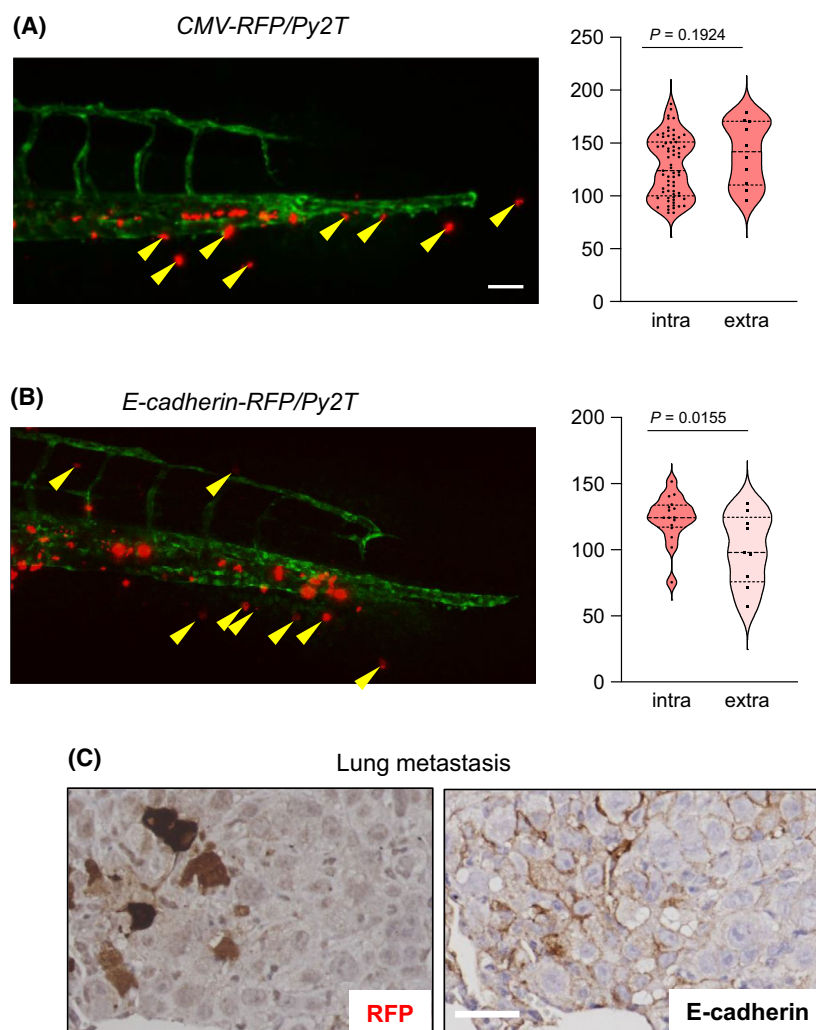 (A)
CMV-RFP/Py2T
250
200
150
100
50
0
P = 0.1924
intra extra
(B)
E-cadherin-RFP/Py2T
200
150
100
50
0
P = 0.0155
intra extra
(C)
Lung metastasis
RFP
E-cadherin